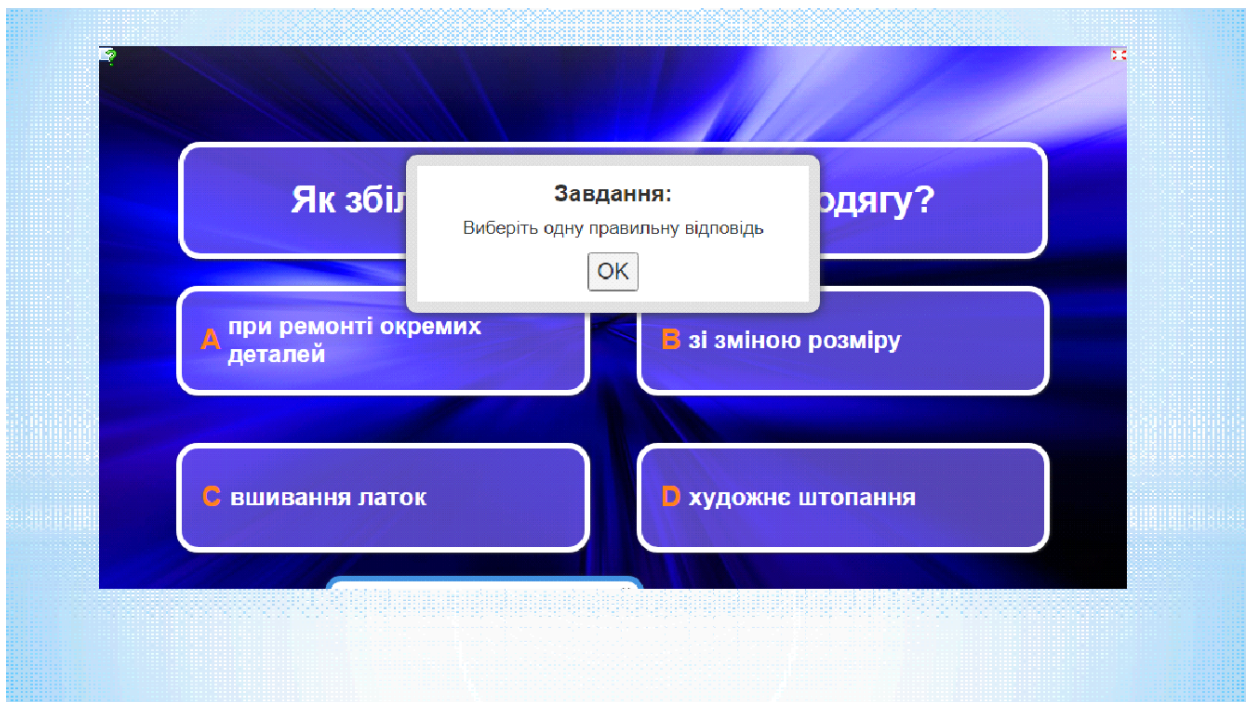 Як збіл
одягу?
Завдання:
Виберіть одну правильну відповідь
OK
A при ремонті окремих
деталей
B зі зміною розміру
C вшивання латок
D художнє штопання